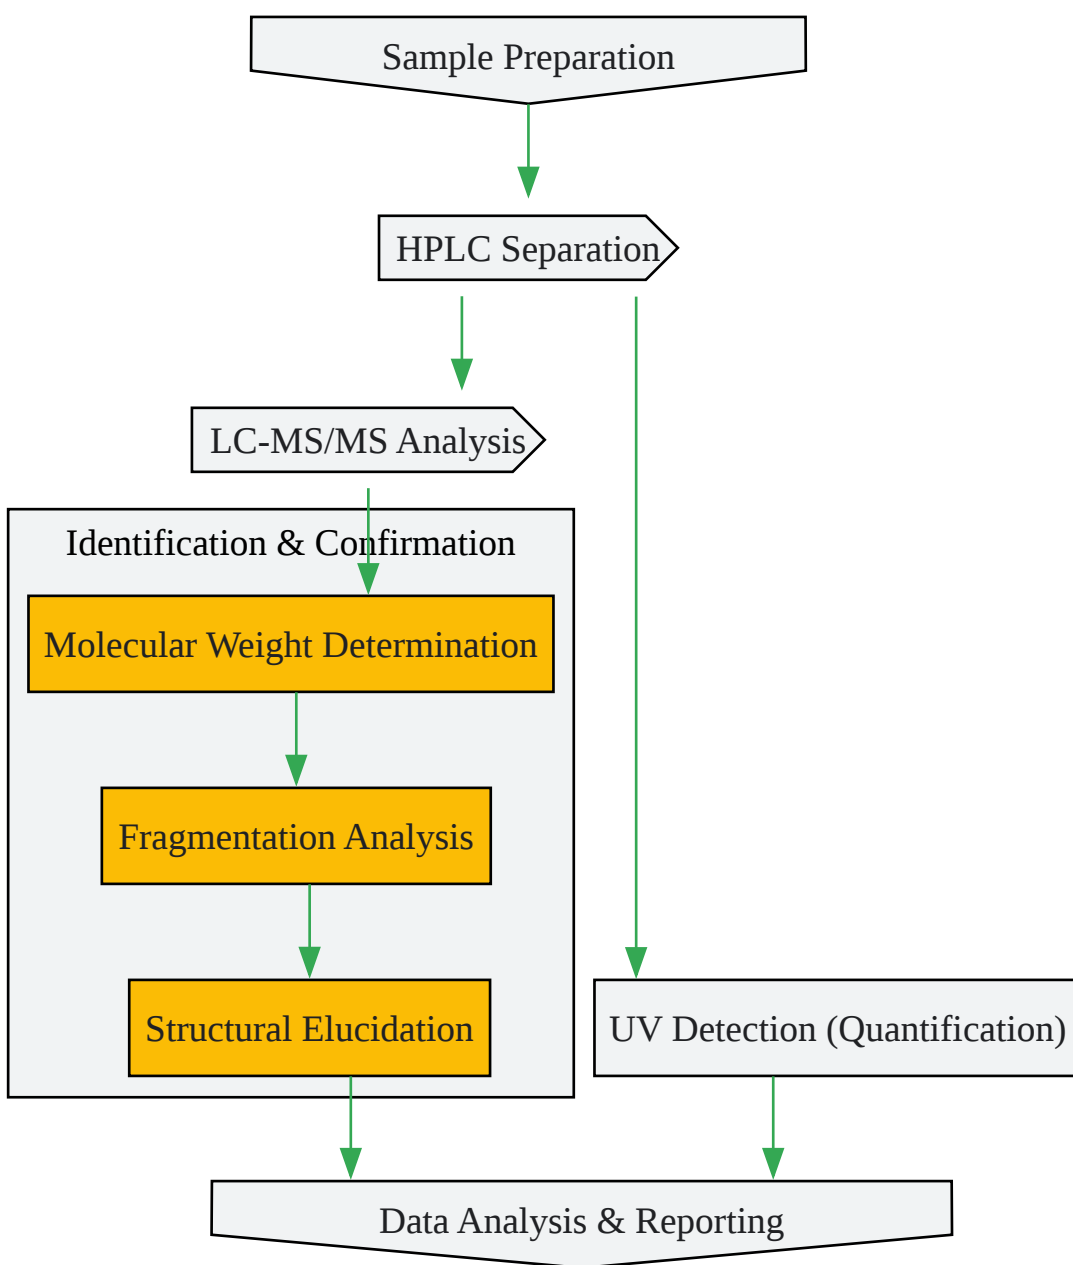 Sample Preparation
HPLC Separation
LC-MS/MS Analysis
Identification & Confirmation
Molecular Weight Determination
Fragmentation Analysis
Structural Elucidation
UV Detection (Quantification)
Data Analysis & Reporting